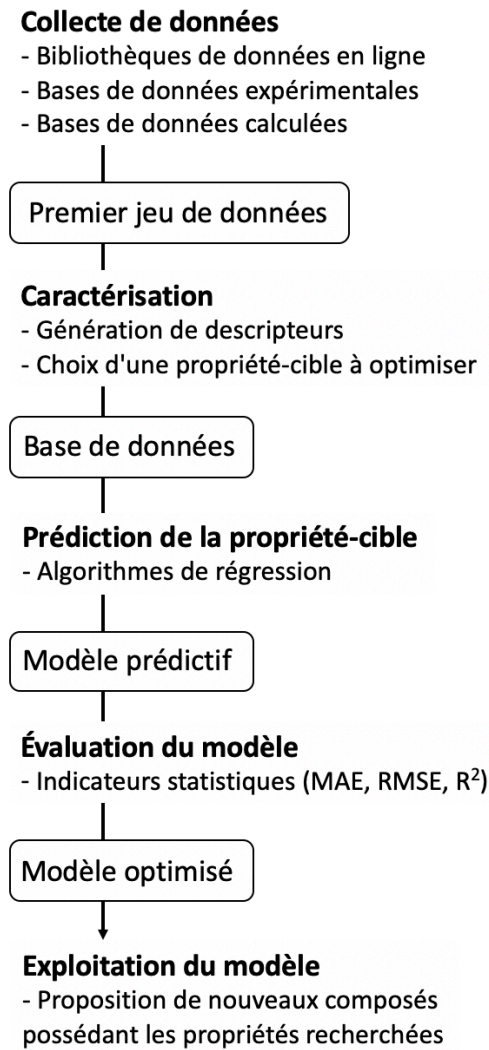 Collecte de données
- Bibliothèques de données en ligne
- Bases de données expérimentales
- Bases de données calculées
Premier jeu de données
Caractérisation
- Génération de descripteurs
- Choix d'une propriété-cible à optimiser
Base de données
Prédiction de la propriété-cible
- Algorithmes de régression
Modèle prédictif
Évaluation du modèle
- Indicateurs statistiques (MAE, RMSE, R²)
Modèle optimisé
Exploitation du modèle
- Proposition de nouveaux composés
possédant les propriétés recherchées